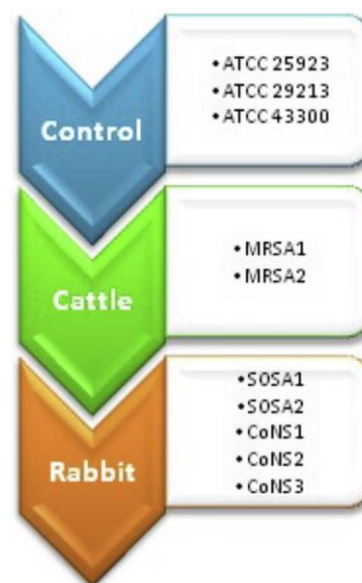 Control
• ATCC 25923
• ATCC 29213
• ATCC 43300
Cattle
• MRSA1
• MRSA2
Rabbit
• SOSA1
• SOSA2
• CoNS1
• CoNS2
• CoNS3